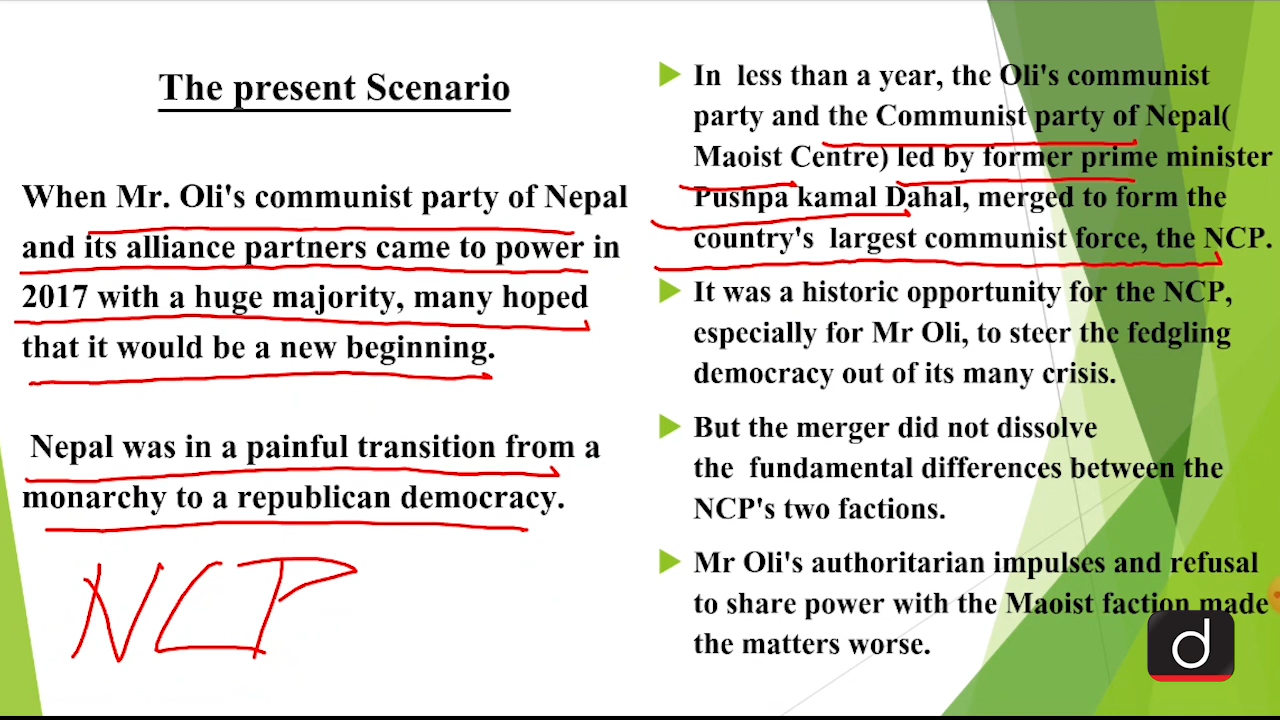 The present Scenario
When Mr. Oli's communist party of Nepal
and its alliance partners came to power in
2017 with a huge majority, many hoped
that it would be a new beginning.
Nepal was in a painful transition from a
monarchy to a republican democracy.
NCP
In less than a year, the Oli's communist
party and the Communist party of Nepal(
Maoist Centre) led by former prime minister
Pushpa kamal Dahal, merged to form the
country's largest communist force, the NCP.
It was a historic opportunity for the NCP,
especially for Mr Oli, to steer the fedgling
democracy out of its many crisis.
But the merger did not dissolve
the fundamental differences between the
NCP's two factions.
Mr Oli's authoritarian impulses and refusal
to share power with the Maoist faction made
the matters worse.
d